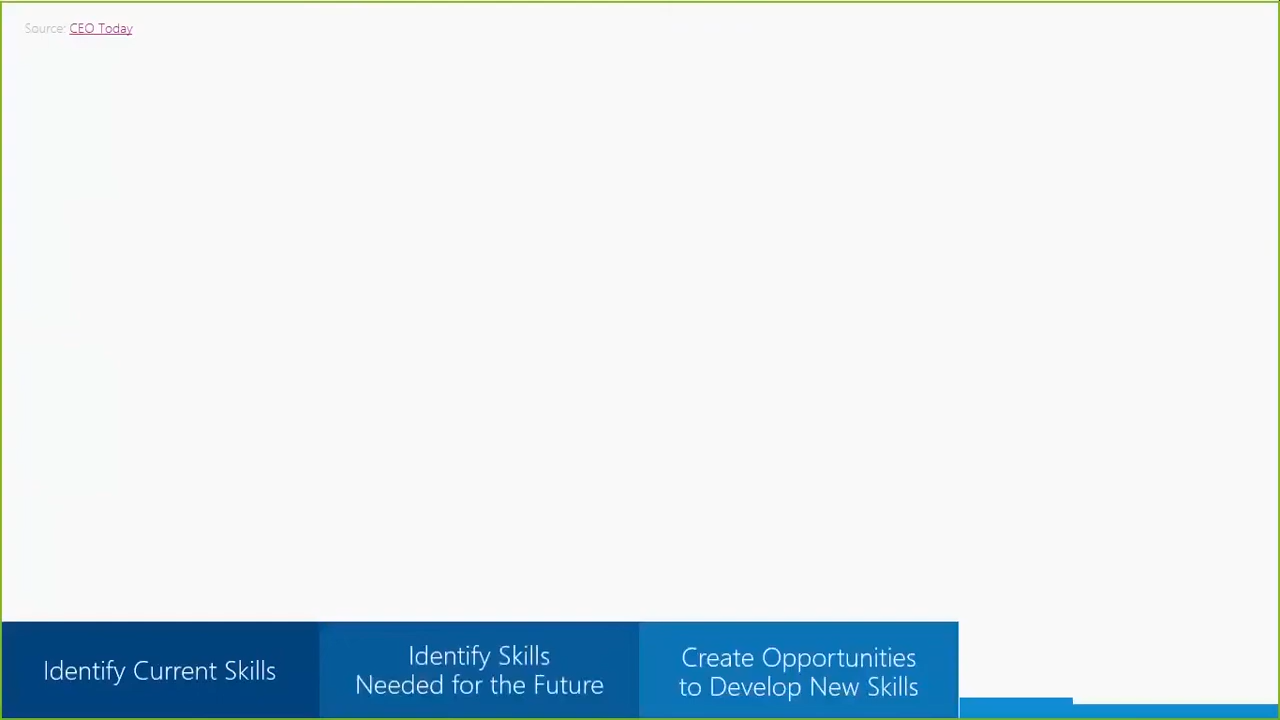 Source: CEO Today
Identify Current Skills
Identify Skills
Needed for the Future
Create Opportunities
to Develop New Skills